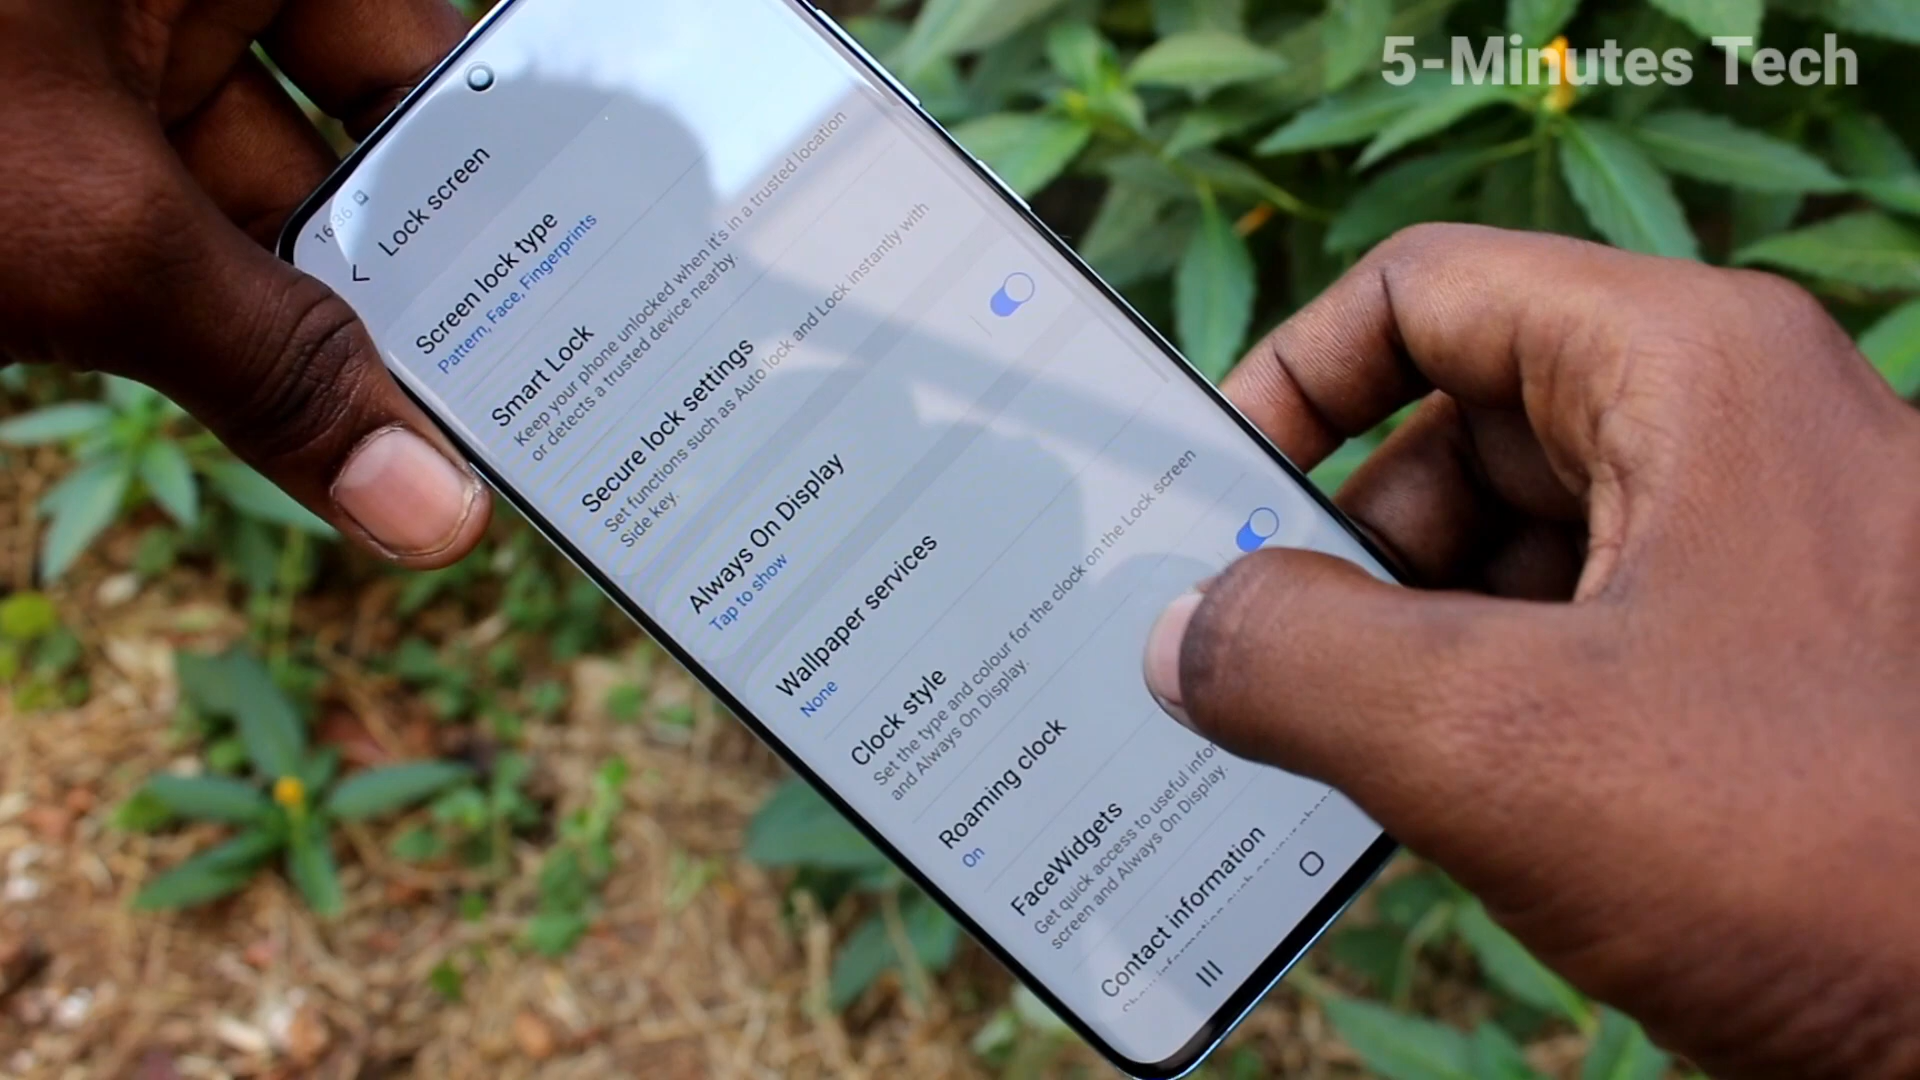 5-Minutes Tech
Lock screen
Screen lock type
Pattern, Face, Fingerprints
Smart Lock
Keep your phone unlocked when it's in a trusted location
or detects a trusted device nearby.
Secure lock settings
Set functions such as Auto lock and Lock instantly with
Side key.
Always On Display
Tap to show
Wallpaper services
None
Clock style
Set the type and colour for the clock on the Lock screen
and Always On Display.
Roaming clock
On
FaceWidgets
Get quick access to useful
screen and Always On Display.
Contact information